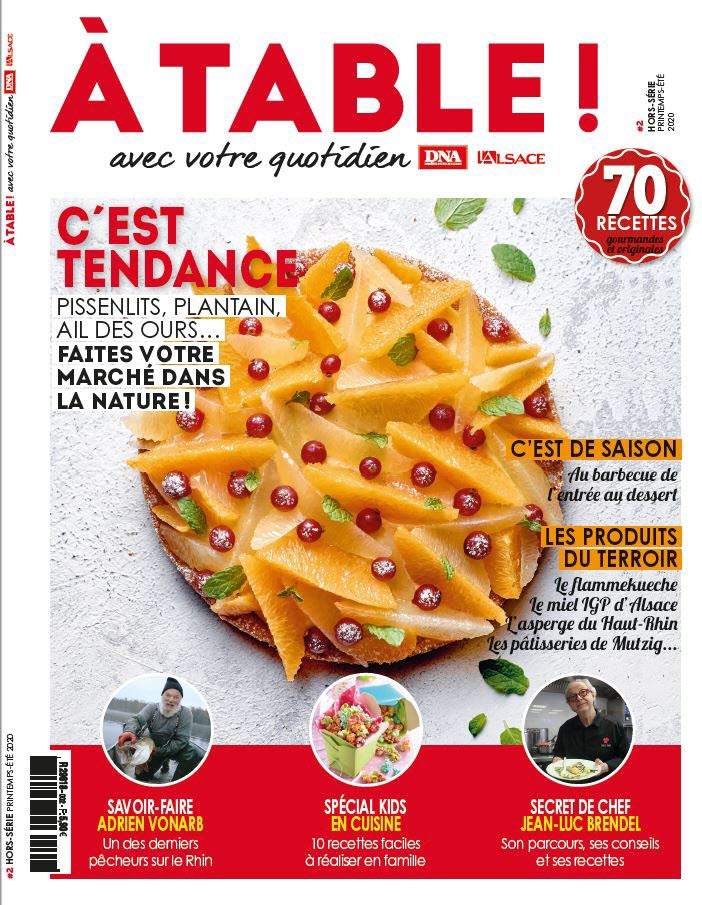 À TABLE !
avec votre quotidien DNA L'ALSACE
#2
HORS-SÉRIE
PRINTEMPS-ÉTÉ
2020
70
RECETTES
gourmandes
et originales
C'EST
TENDANCE
PISSENLITS, PLANTAIN,
AIL DES OURS...
FAITES VOTRE
MARCHÉ DANS
LA NATURE !
C'EST DE SAISON
Au barbecue de
l'entrée au dessert
LES PRODUITS
DU TERROIR
Le flammekueche
Le miel IGP d'Alsace
L'asperge du Haut-Rhin
Les pâtisseries de Mutzig...
SAVOIR-FAIRE
ADRIEN VONARB
Un des derniers
pêcheurs sur le Rhin
SPÉCIAL KIDS
EN CUISINE
10 recettes faciles
à réaliser en famille
SECRET DE CHEF
JEAN-LUC BRENDEL
Son parcours, ses conseils
et ses recettes
À TABLE ! avec votre quotidien DNA L'ALSACE
#2 HORS-SÉRIE PRINTEMPS-ÉTÉ 2020